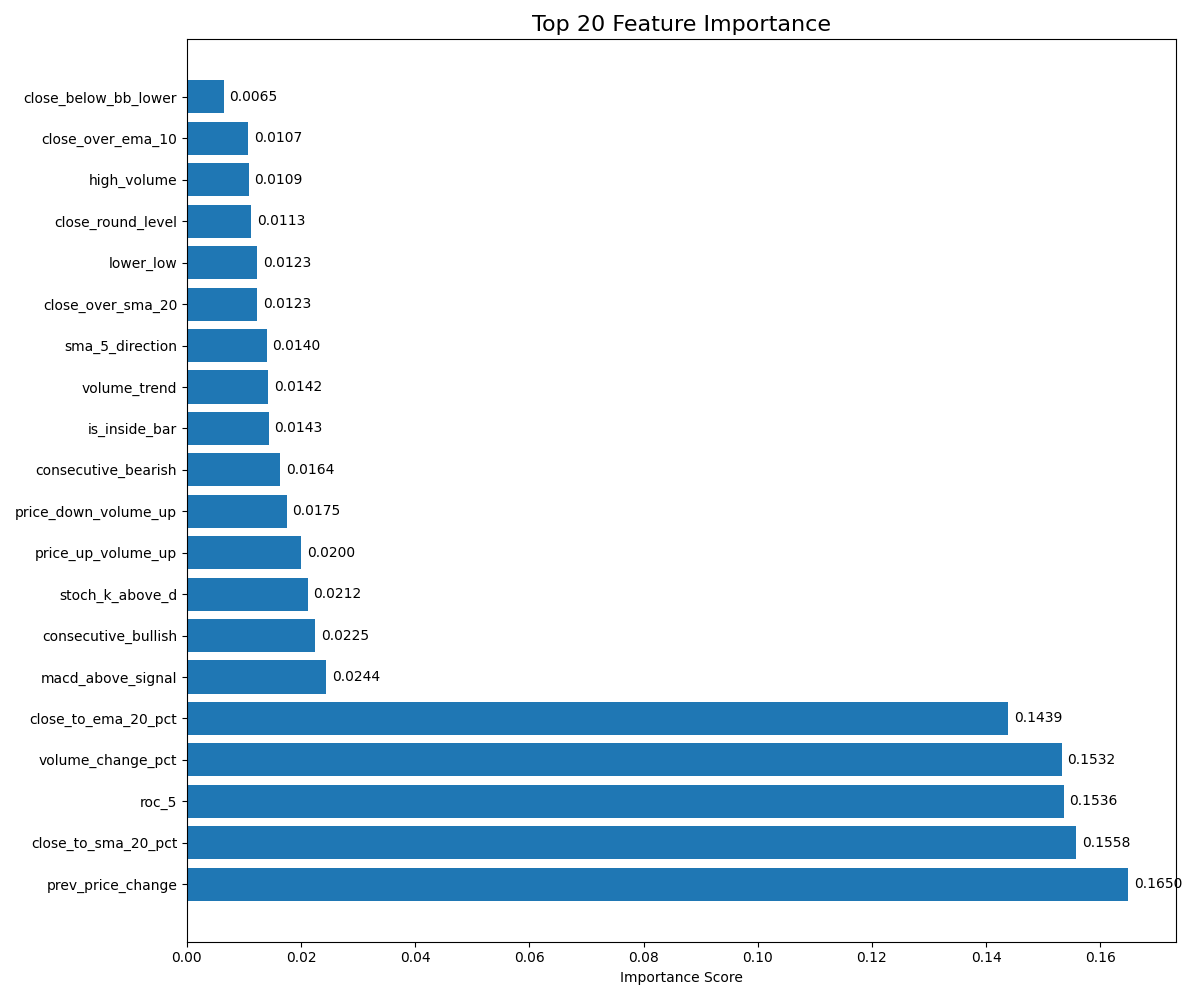 Top 20 Feature Importance
close_below_bb_lower 0.0065
close_over_ema_10 0.0107
high_volume 0.0109
close_round_level 0.0113
lower_low 0.0123
close_over_sma_20 0.0123
sma_5_direction 0.0140
volume_trend 0.0142
is_inside_bar 0.0143
consecutive_bearish 0.0164
price_down_volume_up 0.0175
price_up_volume_up 0.0200
stoch_k_above_d 0.0212
consecutive_bullish 0.0225
macd_above_signal 0.0244
close_to_ema_20_pct 0.1439
volume_change_pct 0.1532
roc_5 0.1536
close_to_sma_20_pct 0.1558
prev_price_change 0.1650
0.00 0.02 0.04 0.06 0.08 0.10 0.12 0.14 0.16
Importance Score